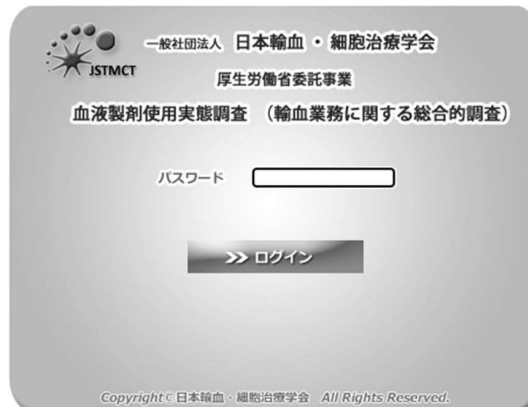 JSTMCT
一般社団法人 日本輸血・細胞治療学会
厚生労働省委託事業
血液製剤使用実態調査 (輸血業務に関する総合的調査)
パスワード
>> ログイン
Copyright© 日本輸血・細胞治療学会 All Rights Reserved.